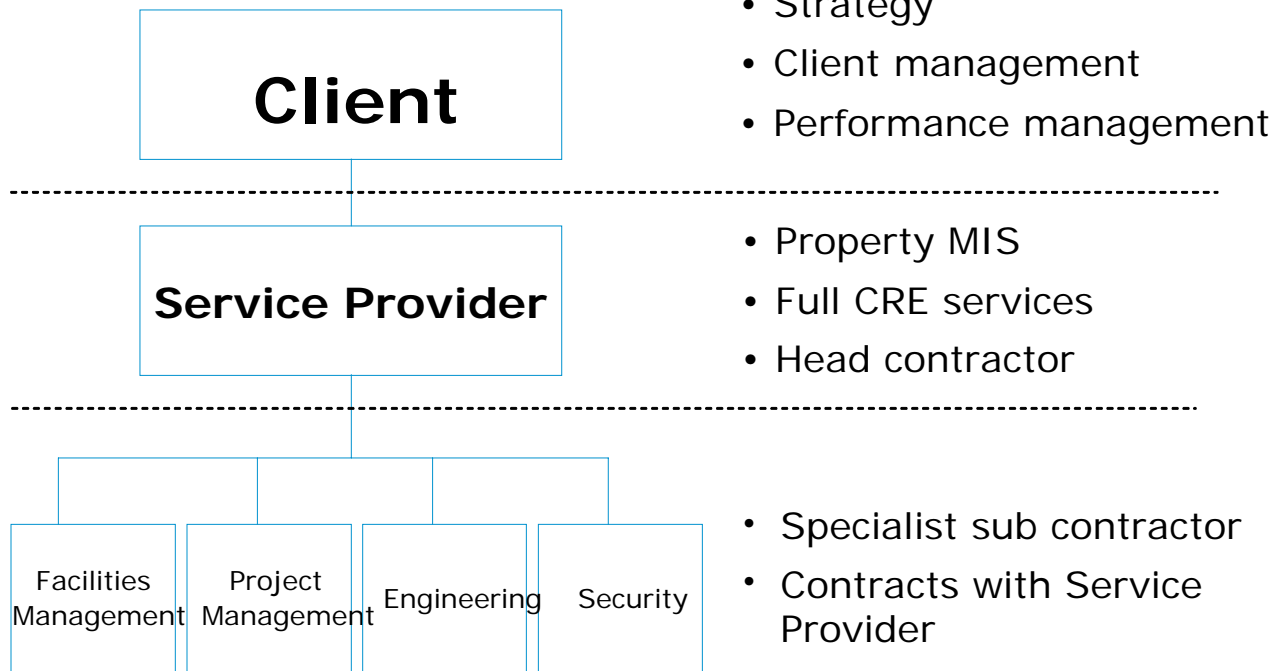 • Strategy
Client
• Client management
• Performance management
Service Provider
• Property MIS
• Full CRE services
• Head contractor
Facilities
Management
Project
Management
Engineering
Security
• Specialist sub contractor
• Contracts with Service
Provider